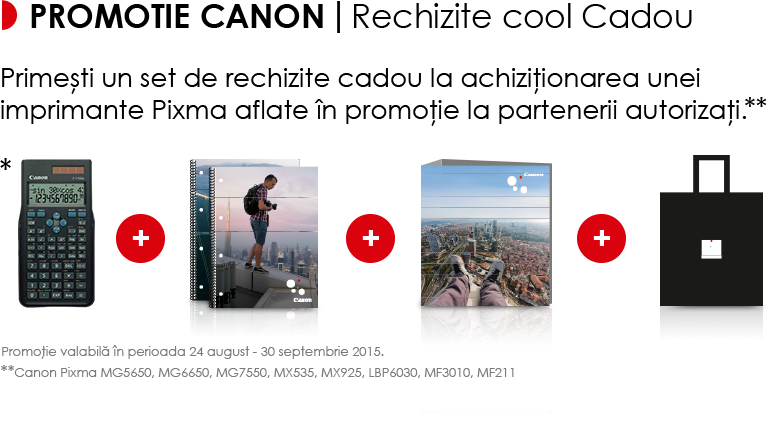 PROMOTIE CANON | Rechizite cool Cadou
Primești un set de rechizite cadou la achiziționarea unei
imprimante Pixma aflate în promoție la partenerii autorizați.**
*
Canon
+
+
+
Canon
Canon
Promoție valabilă în perioada 24 august - 30 septembrie 2015.
**Canon Pixma MG5650, MG6650, MG7550, MX535, MX925, LBP6030, MF3010, MF211